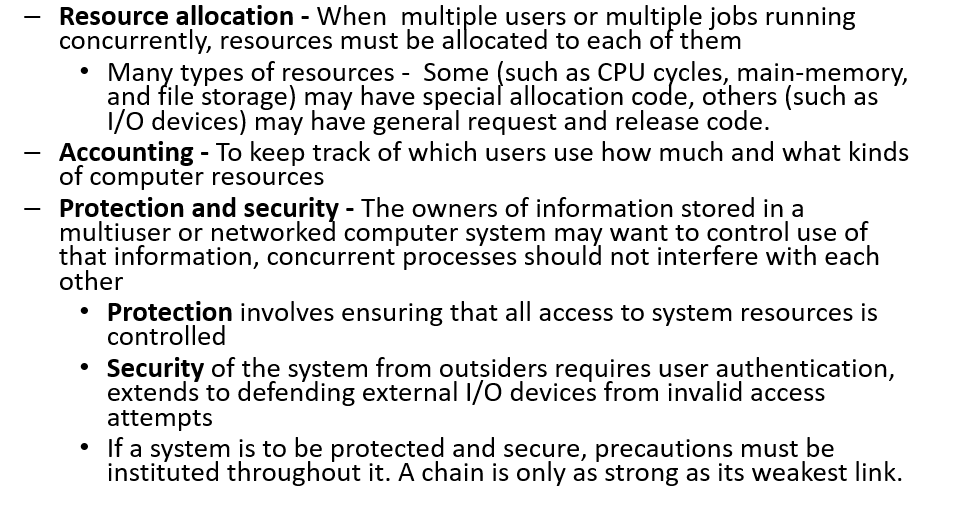 – Resource allocation - When  multiple users or multiple jobs running
concurrently, resources must be allocated to each of them
• Many types of resources -  Some (such as CPU cycles, main-memory,
and file storage) may have special allocation code, others (such as
I/O devices) may have general request and release code.
– Accounting - To keep track of which users use how much and what kinds
of computer resources
– Protection and security - The owners of information stored in a
multiuser or networked computer system may want to control use of
that information, concurrent processes should not interfere with each
other
• Protection involves ensuring that all access to system resources is
controlled
• Security of the system from outsiders requires user authentication,
extends to defending external I/O devices from invalid access
attempts
• If a system is to be protected and secure, precautions must be
instituted throughout it. A chain is only as strong as its weakest link.